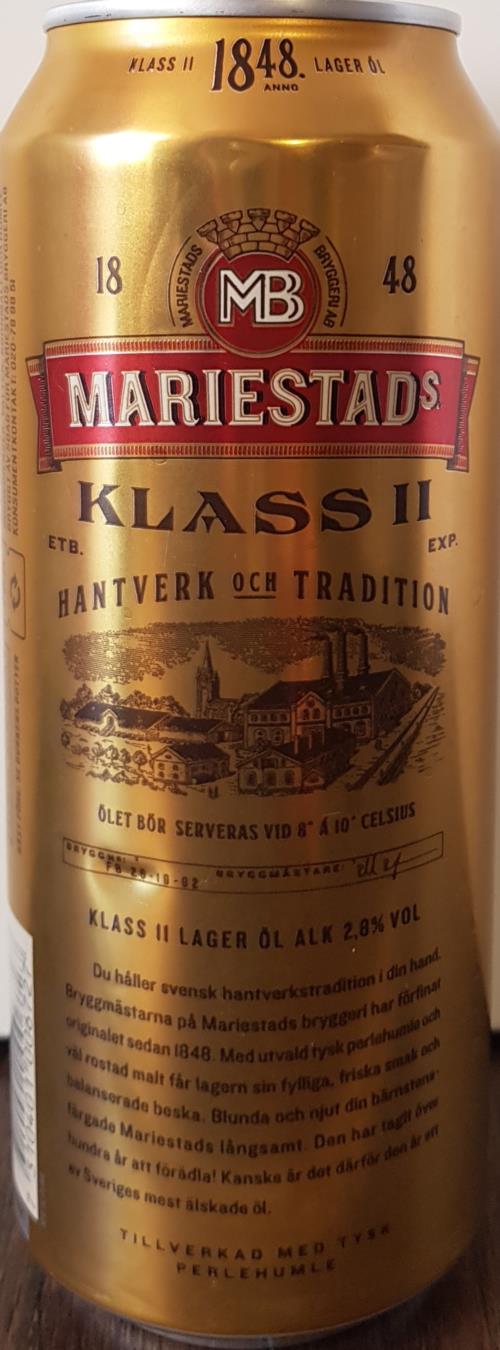 KLASS II 1848. LAGER ÖL
ANNO
MARIESTADS BRYGGERI AB
18 MB 48
MARIESTADS
KLASS II
ETB. EXP.
HANTVERK OCH TRADITION
ÖLET BÖR SERVERAS VID 8° Á 10° CELSIUS
BRYGGMÄSTARE:
KLASS II LAGER ÖL ALK 2,8% VOL
Du håller svensk hantverkstradition i din hand.
Bryggmästarna på Mariestads bryggeri har förfinat
originalet sedan 1848. Med utvald tysk perlehumle och
väl rostad malt får lagern sin fylliga, friska smak och
balanserade beska. Blunda och njut din bärnstens-
färgade Mariestads långsamt. Den har tagit över
hundra år att förädla! Kanske är det därför den är ett
av Sveriges mest älskade öl.
TILLVERKAD MED TYSK
PERLEHUMLE